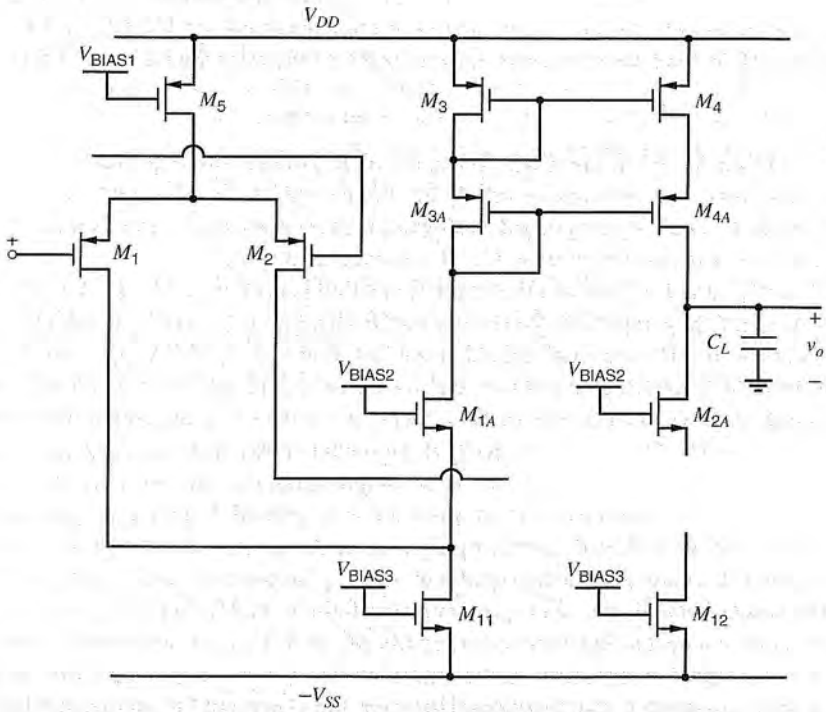 V_DD
V_BIAS1
M_5
M_3
M_4
M_3A
M_4A
+
M_1
M_2
+
C_L
v_o
−
V_BIAS2
M_1A
V_BIAS2
M_2A
V_BIAS3
M_11
V_BIAS3
M_12
−V_SS